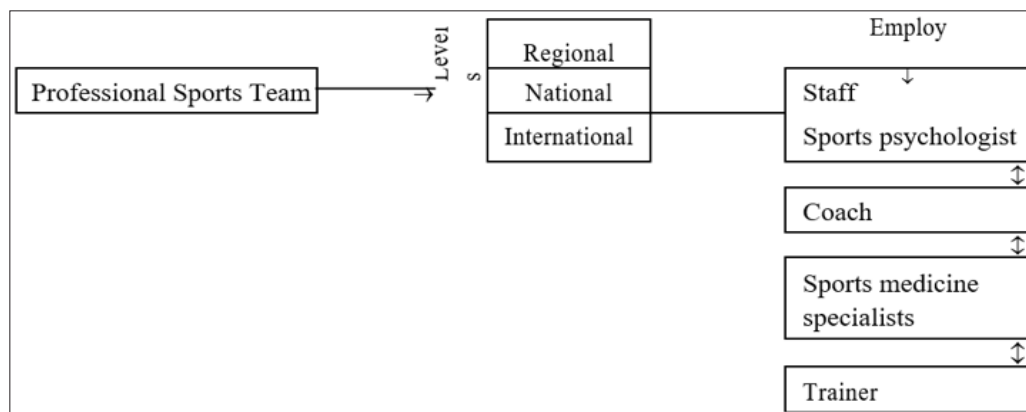 Professional Sports Team
Levels
Regional
National
International
Employ
Staff
Sports psychologist
Coach
Sports medicine
specialists
Trainer